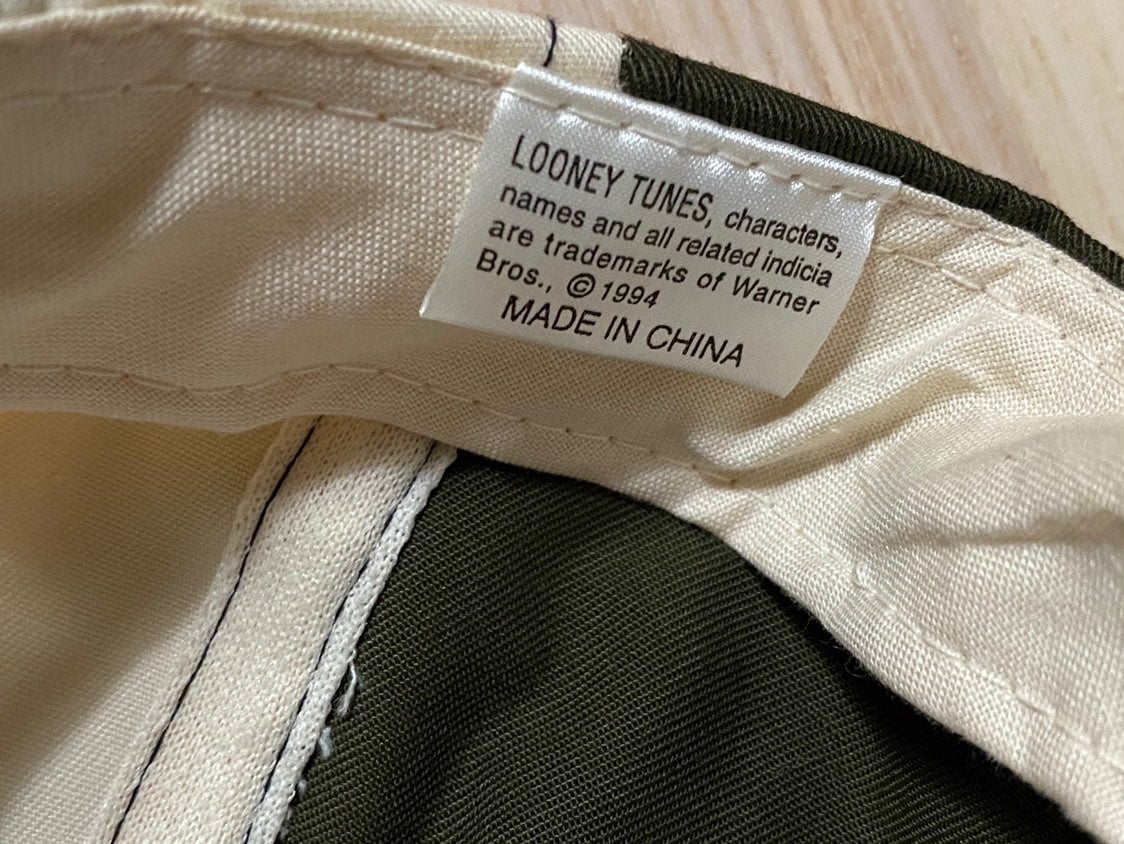 LOONEY TUNES, characters,
names and all related indicia
are trademarks of Warner
Bros., © 1994
MADE IN CHINA